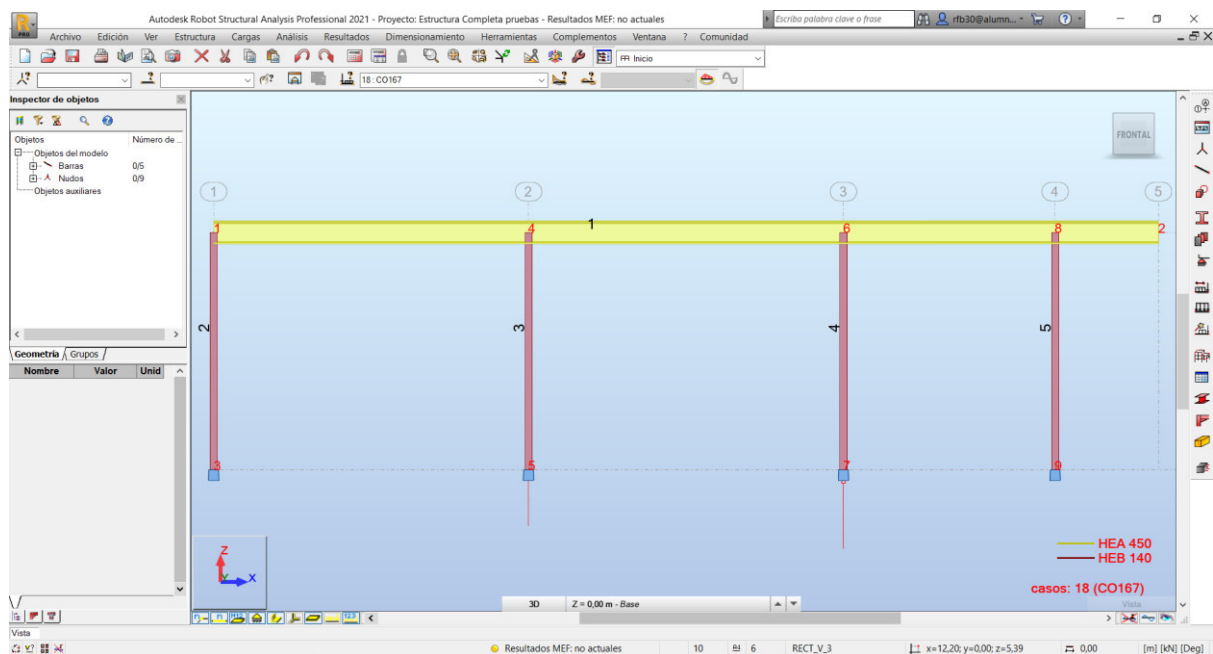 Autodesk Robot Structural Analysis Professional 2021 - Proyecto: Estructura Completa pruebas - Resultados MEF: no actuales
Escriba palabra clave o frase
rfb30@alumn...
PRO
Archivo Edición Ver Estructura Cargas Análisis Resultados Dimensionamiento Herramientas Complementos Ventana ? Comunidad
Inicio
18 : CO167
Inspector de objetos
Objetos Número de ...
Objetos del modelo
Barras 0/5
Nudos 0/9
Objetos auxiliares
Geometría Grupos
Nombre Valor Unid
FRONTAL
1 2 3 4 5
1 4 1 6 8 2
2 3 4 5
3 5 7 9
Z
Y X
HEA 450
HEB 140
casos: 18 (CO167)
Vista
3D Z = 0,00 m - Base
Vista
Resultados MEF: no actuales 10 6 RECT_V_3 x=12,20; y=0,00; z=5,39 0,00 [m] [kN] [Deg]